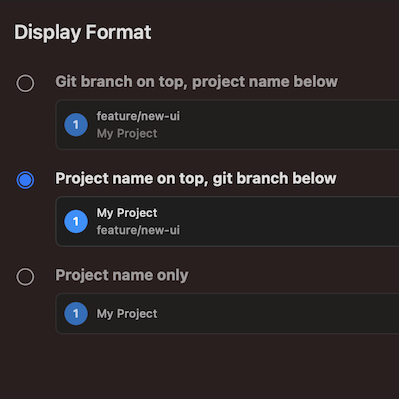 Display Format
Git branch on top, project name below
1
feature/new-ui
My Project
Project name on top, git branch below
1
My Project
feature/new-ui
Project name only
1
My Project